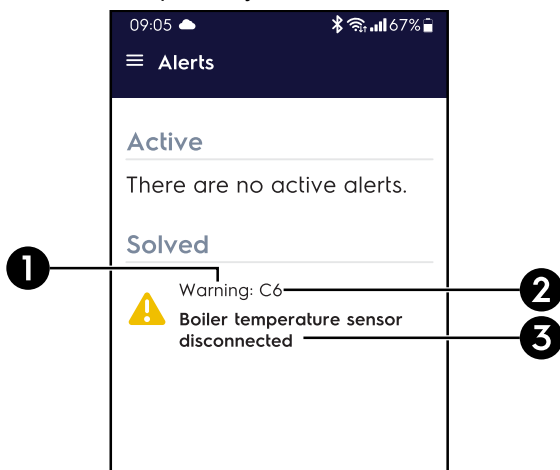 09:05 67%
Alerts
Active
There are no active alerts.
Solved
1
Warning: C6
2
Boiler temperature sensor
disconnected
3